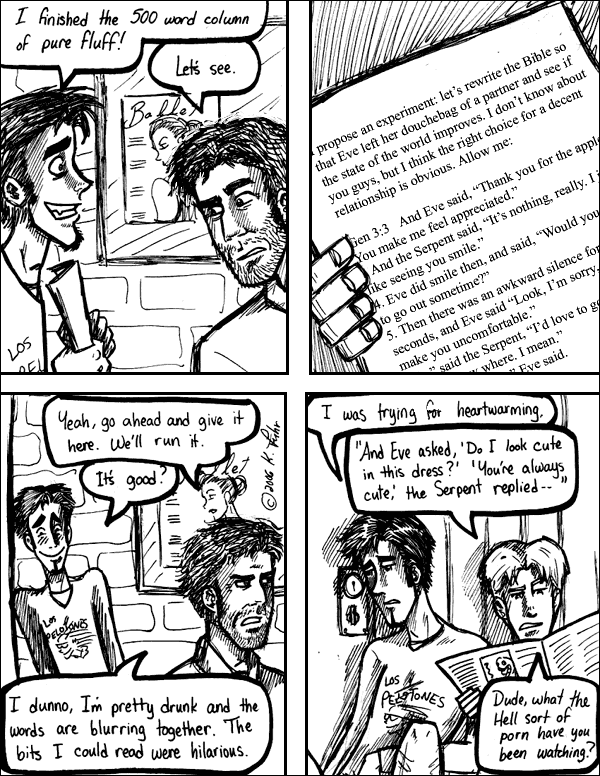 I finished the 500 word column
of pure fluff!
Let's see.
Ballet
LOS
PEL
I propose an experiment: let's rewrite the Bible so
that Eve left her douchebag of a partner and see if
the state of the world improves. I don't know about
you guys, but I think the right choice for a decent
relationship is obvious. Allow me:
Gen 3:3 And Eve said, "Thank you for the apple
You make me feel appreciated."
And the Serpent said, "It's nothing, really. I
like seeing you smile."
4. Eve did smile then, and said, "Would you
to go out sometime?"
5. Then there was an awkward silence for
seconds, and Eve said "Look, I'm sorry,
make you uncomfortable."
" said the Serpent, "I'd love to go
where. I mean."
" Eve said.
Yeah, go ahead and give it
here. We'll run it.
It's good?
let
©2006 K.
LOS
PELOTONES
I dunno, I'm pretty drunk and the
words are blurring together. The
bits I could read were hilarious.
I was trying for heartwarming.
"And Eve asked, 'Do I look cute
in this dress?' 'You're always
cute,' the Serpent replied-- "
LOS
PELOTONES
Dude, what the
Hell sort of
porn have you
been watching?